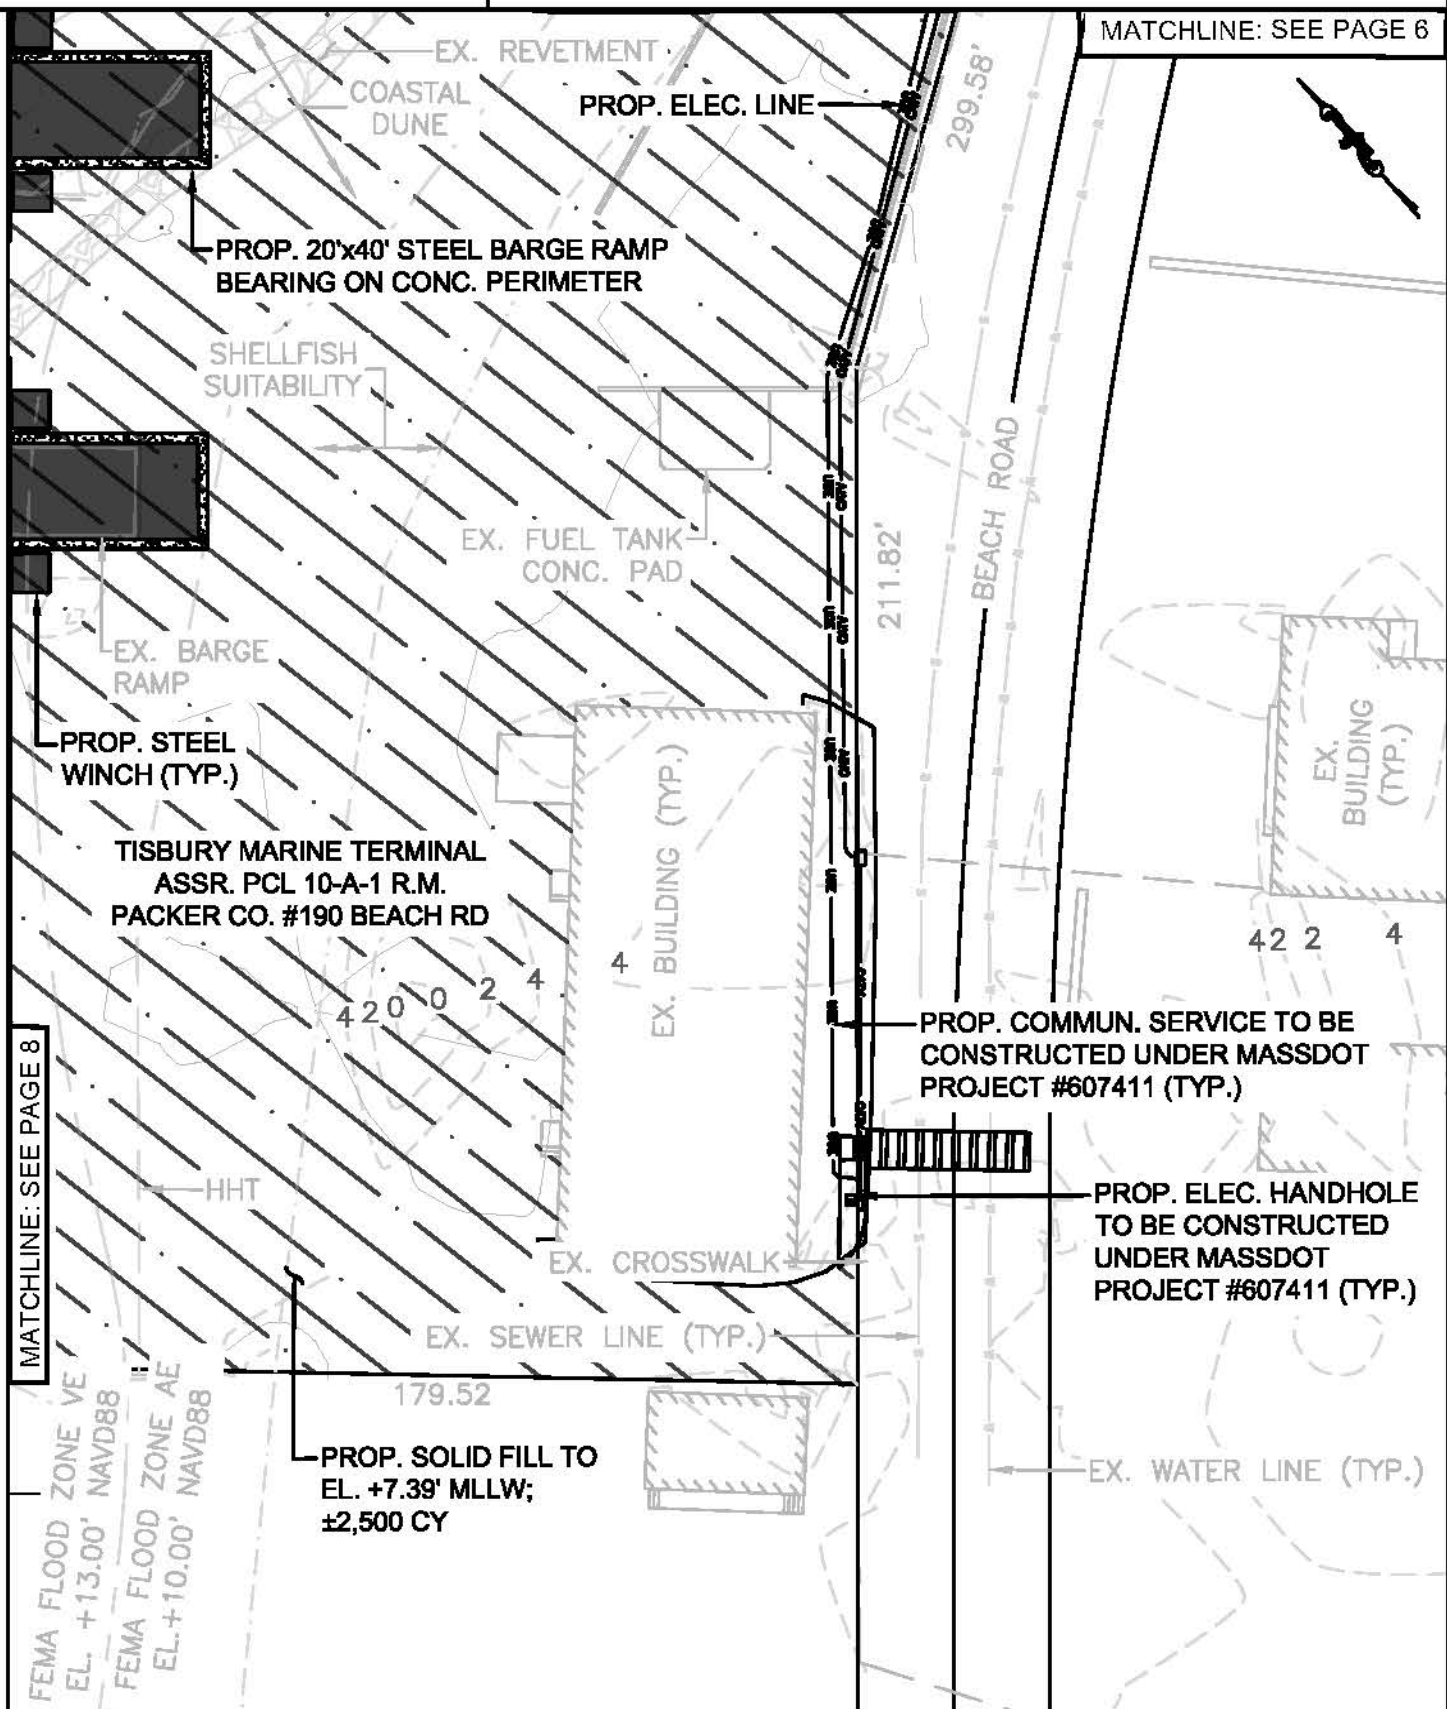 MATCHLINE: SEE PAGE 6
EX. REVETMENT
COASTAL
DUNE
PROP. ELEC. LINE
299.58'
PROP. 20'x40' STEEL BARGE RAMP
BEARING ON CONC. PERIMETER
SHELLFISH
SUITABILITY
EX. FUEL TANK
CONC. PAD
211.82'
BEACH ROAD
EX. BARGE
RAMP
PROP. STEEL
WINCH (TYP.)
EX. BUILDING (TYP.)
EX.
BUILDING
(TYP.)
TISBURY MARINE TERMINAL
ASSR. PCL 10-A-1 R.M.
PACKER CO. #190 BEACH RD
4 2 0 0 2 4 4
4 2 2 4
PROP. COMMUN. SERVICE TO BE
CONSTRUCTED UNDER MASSDOT
PROJECT #607411 (TYP.)
MATCHLINE: SEE PAGE 8
HHT
PROP. ELEC. HANDHOLE
TO BE CONSTRUCTED
UNDER MASSDOT
PROJECT #607411 (TYP.)
EX. CROSSWALK
EX. SEWER LINE (TYP.)
179.52
PROP. SOLID FILL TO
EL. +7.39' MLLW;
±2,500 CY
EX. WATER LINE (TYP.)
FEMA FLOOD ZONE VE
EL. +13.00' NAVD88
FEMA FLOOD ZONE AE
EL.+10.00' NAVD88